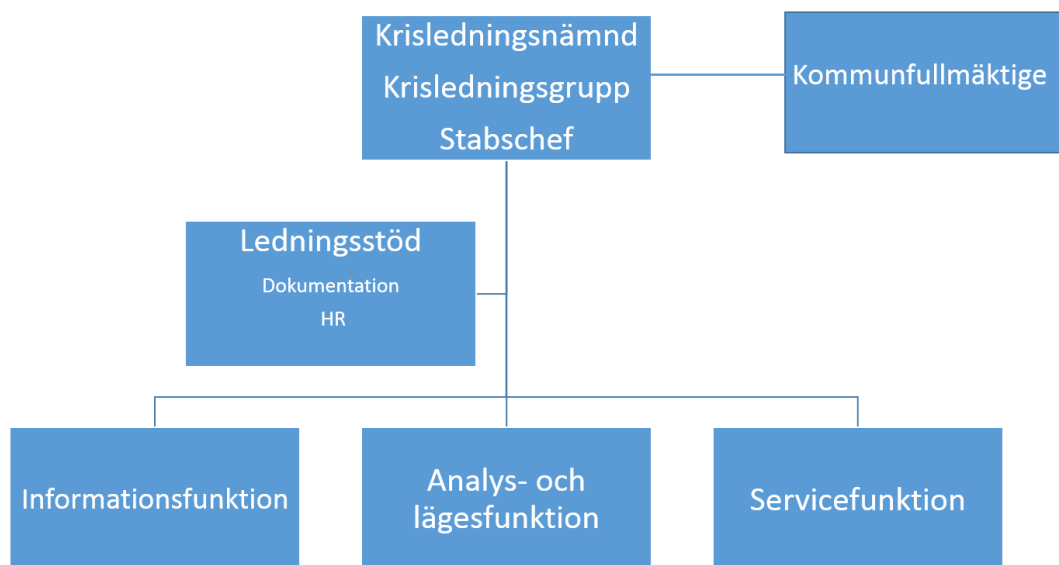 Krisledningsnämnd
Krisledningsgrupp
Stabschef
Kommunfullmäktige
Ledningsstöd
Dokumentation
HR
Informationsfunktion
Analys- och
lägesfunktion
Servicefunktion